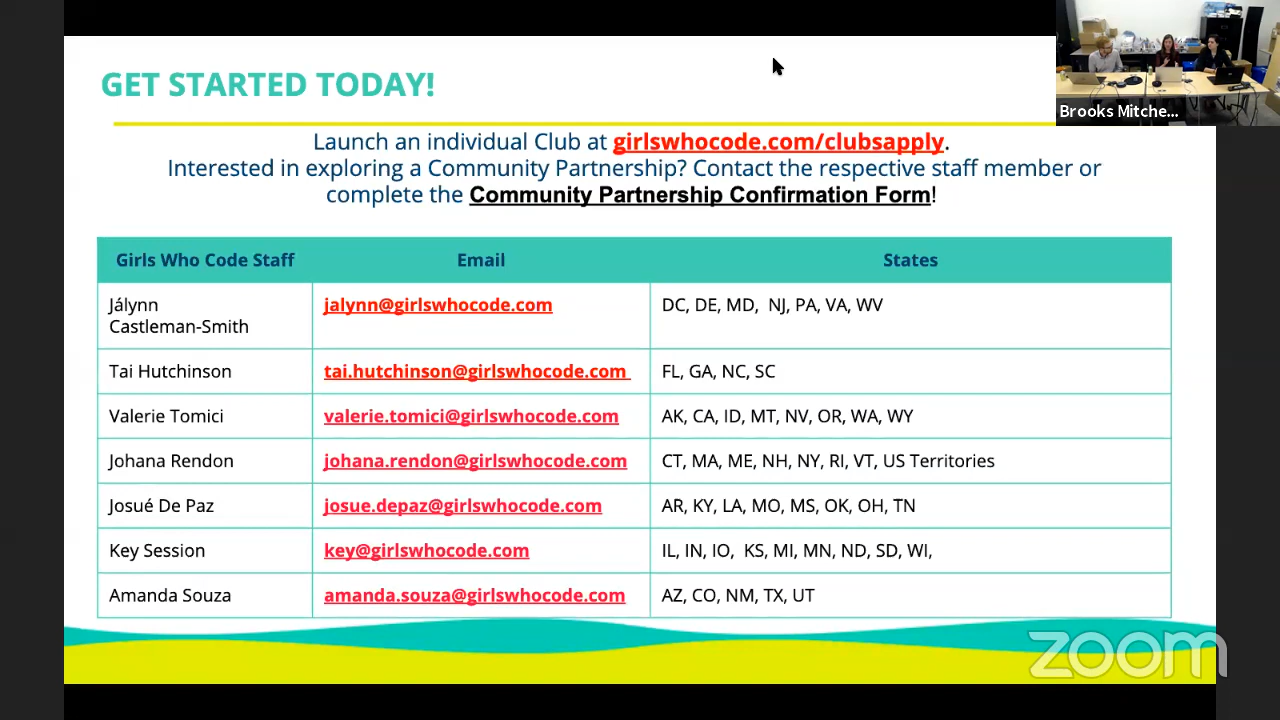 GET STARTED TODAY!
Brooks Mitche...
Launch an individual Club at girlswhocode.com/clubsapply.
Interested in exploring a Community Partnership? Contact the respective staff member or
complete the Community Partnership Confirmation Form!
Girls Who Code Staff Email States
Jálynn jalynn@girlswhocode.com DC, DE, MD, NJ, PA, VA, WV
Castleman-Smith
Tai Hutchinson tai.hutchinson@girlswhocode.com FL, GA, NC, SC
Valerie Tomici valerie.tomici@girlswhocode.com AK, CA, ID, MT, NV, OR, WA, WY
Johana Rendon johana.rendon@girlswhocode.com CT, MA, ME, NH, NY, RI, VT, US Territories
Josué De Paz josue.depaz@girlswhocode.com AR, KY, LA, MO, MS, OK, OH, TN
Key Session key@girlswhocode.com IL, IN, IO, KS, MI, MN, ND, SD, WI,
Amanda Souza amanda.souza@girlswhocode.com AZ, CO, NM, TX, UT
zoom